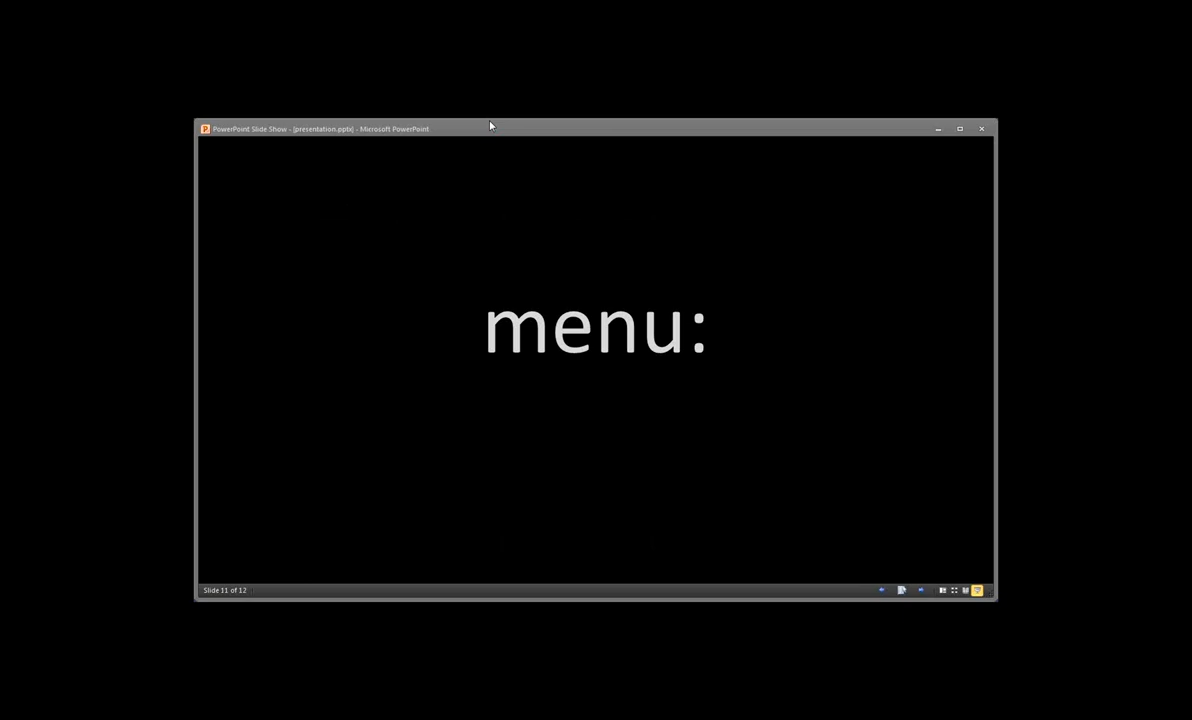 PowerPoint Slide Show - [presentation.pptx] - Microsoft PowerPoint
menu:
Slide 11 of 12